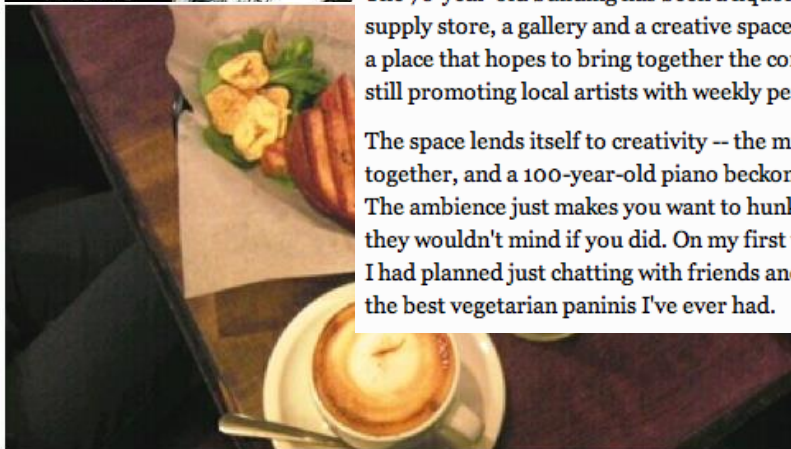 supply store, a gallery and a creative space
a place that hopes to bring together the
still promoting local artists with weekly
The space lends itself to creativity -- the
together, and a 100-year-old piano
The ambience just makes you want to
they wouldn't mind if you did. On my first
I had planned just chatting with friends
the best vegetarian paninis I've ever had.